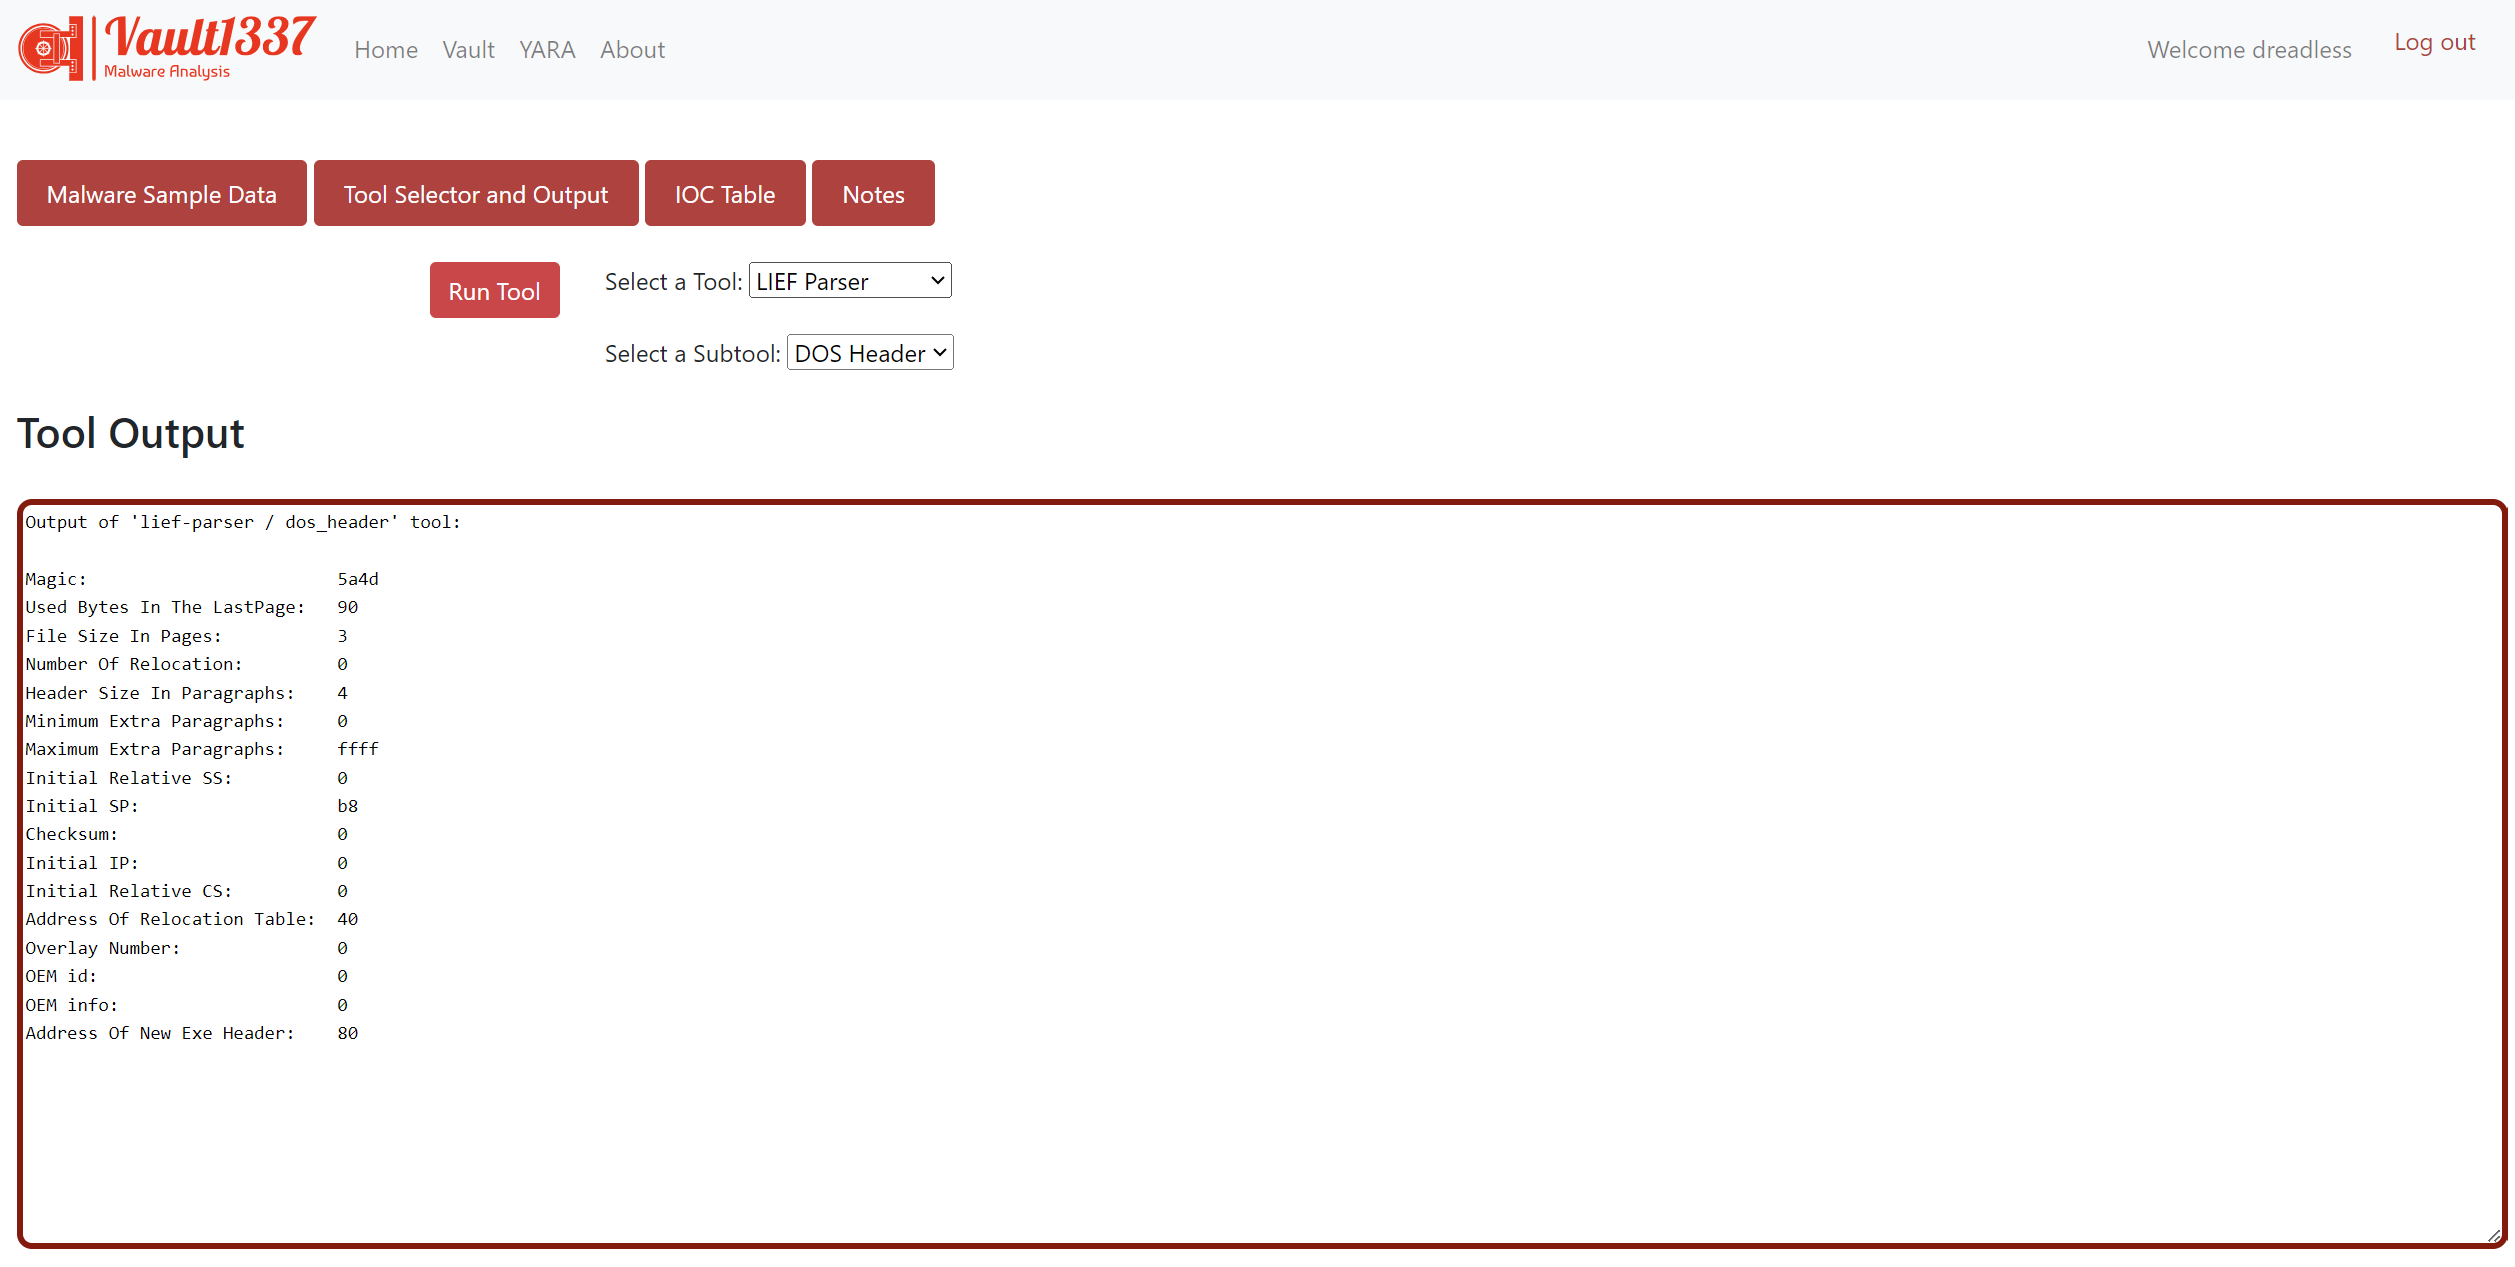 Vault1337
Malware Analysis
Home Vault YARA About
Welcome dreadless Log out
Malware Sample Data Tool Selector and Output IOC Table Notes
Run Tool Select a Tool: LIEF Parser
Select a Subtool: DOS Header
Tool Output
Output of 'lief-parser / dos_header' tool:
Magic: 5a4d
Used Bytes In The LastPage: 90
File Size In Pages: 3
Number Of Relocation: 0
Header Size In Paragraphs: 4
Minimum Extra Paragraphs: 0
Maximum Extra Paragraphs: ffff
Initial Relative SS: 0
Initial SP: b8
Checksum: 0
Initial IP: 0
Initial Relative CS: 0
Address Of Relocation Table: 40
Overlay Number: 0
OEM id: 0
OEM info: 0
Address Of New Exe Header: 80